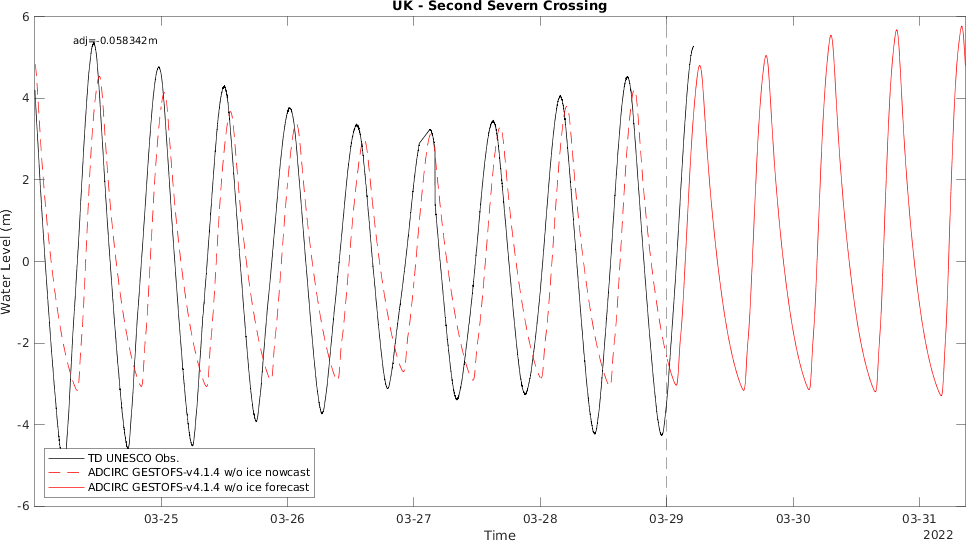 UK - Second Severn Crossing
adj=-0.058342m
6
4
2
0
-2
-4
-6
Water Level (m)
TD UNESCO Obs.
ADCIRC GESTOFS-v4.1.4 w/o ice nowcast
ADCIRC GESTOFS-v4.1.4 w/o ice forecast
03-25 03-26 03-27 03-28 03-29 03-30 03-31
Time
2022